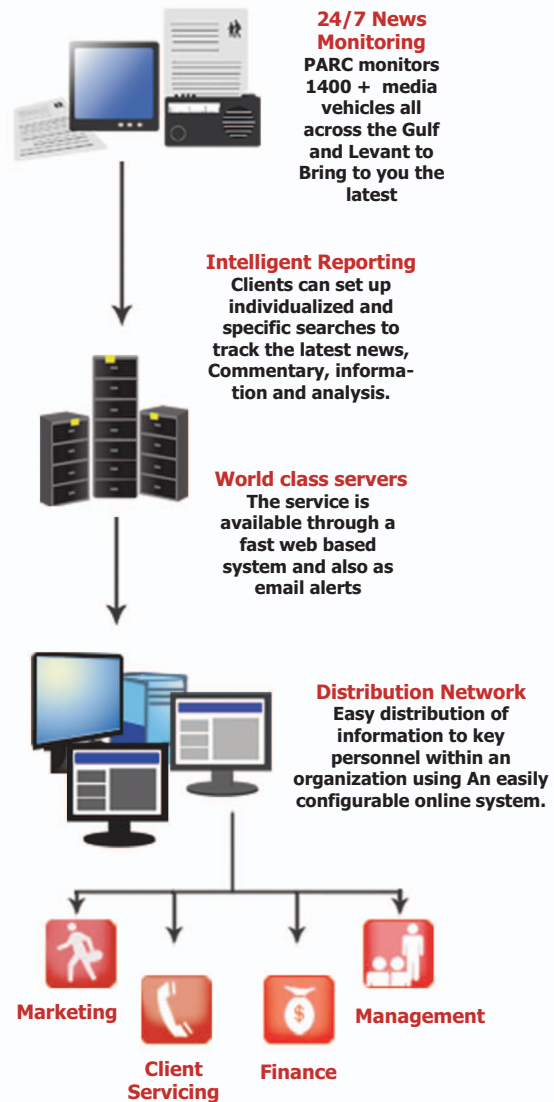 24/7 News
Monitoring
PARC monitors
1400 + media
vehicles all
across the Gulf
and Levant to
Bring to you the
latest
Intelligent Reporting
Clients can set up
individualized and
specific searches to
track the latest news,
Commentary, informa-
tion and analysis.
World class servers
The service is
available through a
fast web based
system and also as
email alerts
Distribution Network
Easy distribution of
information to key
personnel within an
organization using An easily
configurable online system.
$
Marketing
Client
Servicing
Finance
Management